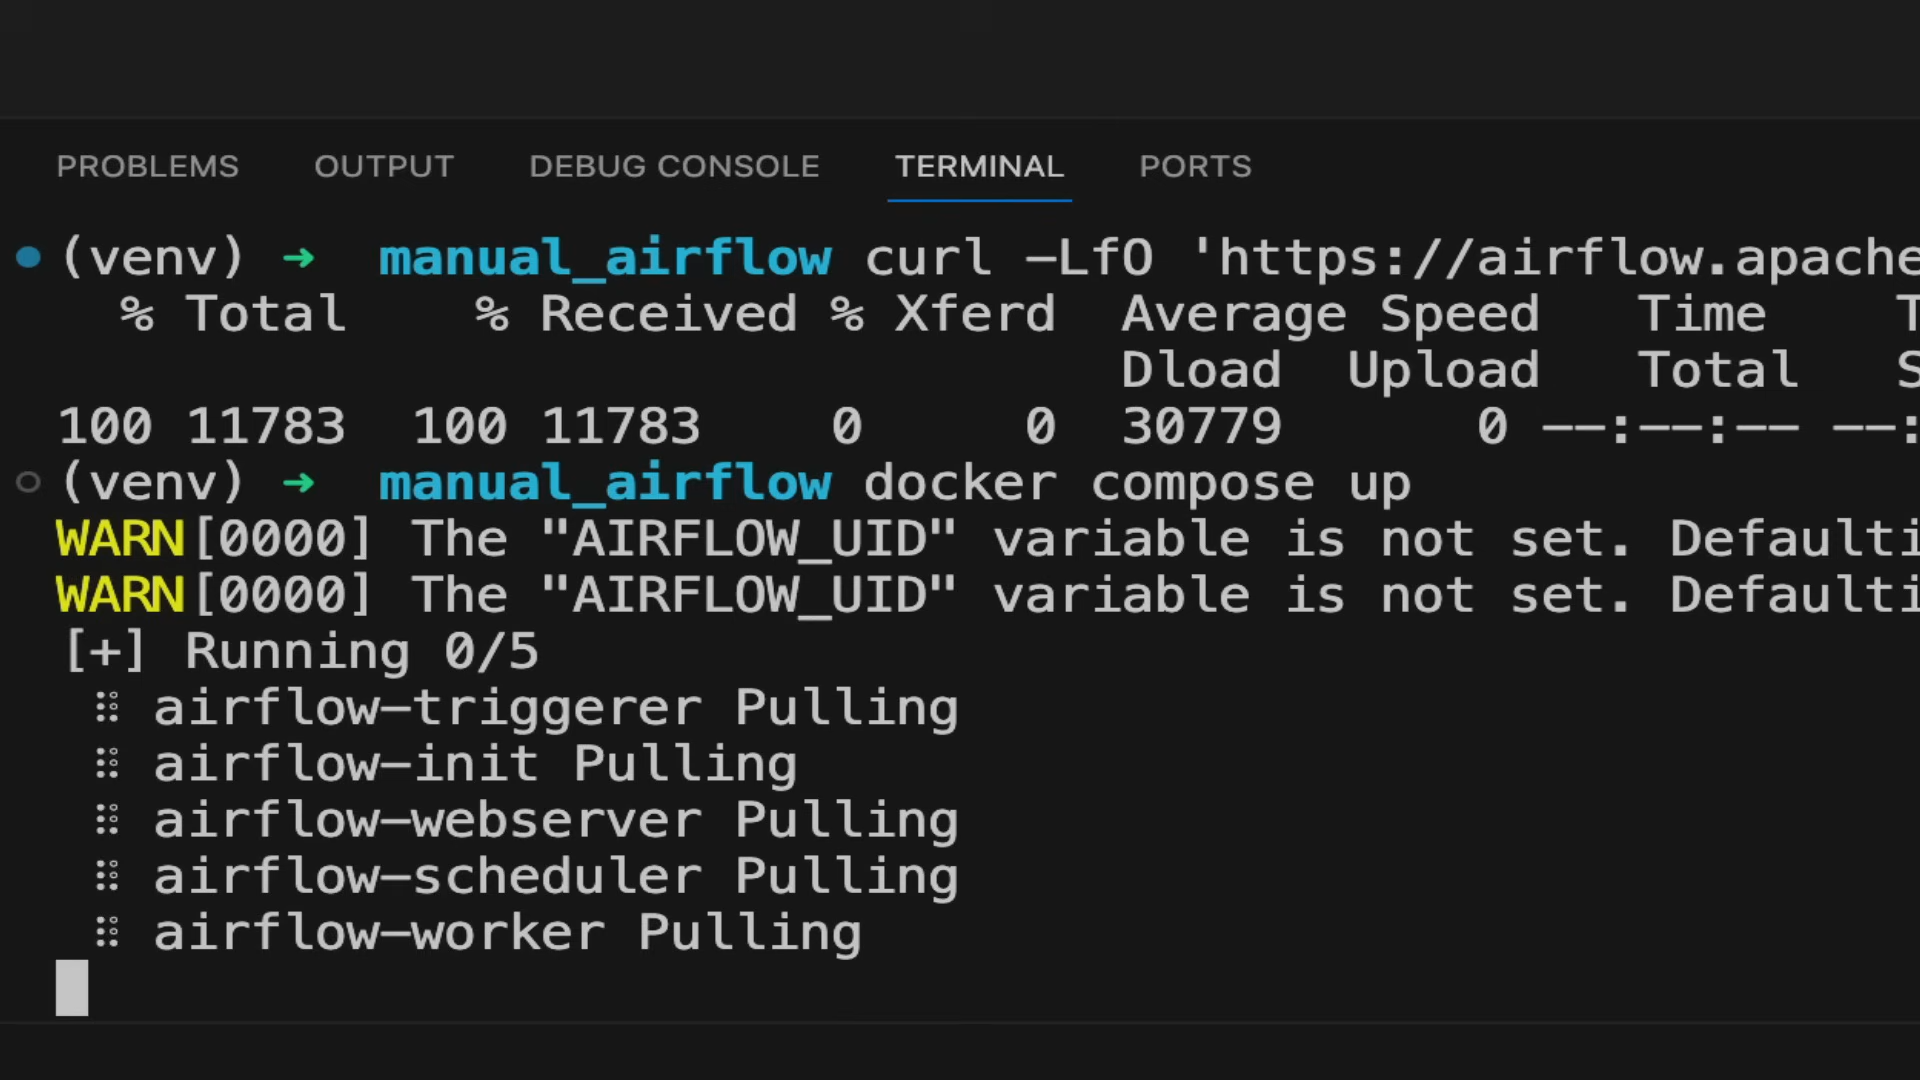 PROBLEMS OUTPUT DEBUG CONSOLE TERMINAL PORTS
(venv) ➜ manual_airflow curl -LfO 'https://airflow.apache
% Total % Received % Xferd Average Speed Time T
Dload Upload Total S
100 11783 100 11783 0 0 30779 0 --:--:-- --:
(venv) ➜ manual_airflow docker compose up
WARN[0000] The "AIRFLOW_UID" variable is not set. Defaulti
WARN[0000] The "AIRFLOW_UID" variable is not set. Defaulti
[+] Running 0/5
⠿ airflow-triggerer Pulling
⠿ airflow-init Pulling
⠿ airflow-webserver Pulling
⠿ airflow-scheduler Pulling
⠿ airflow-worker Pulling